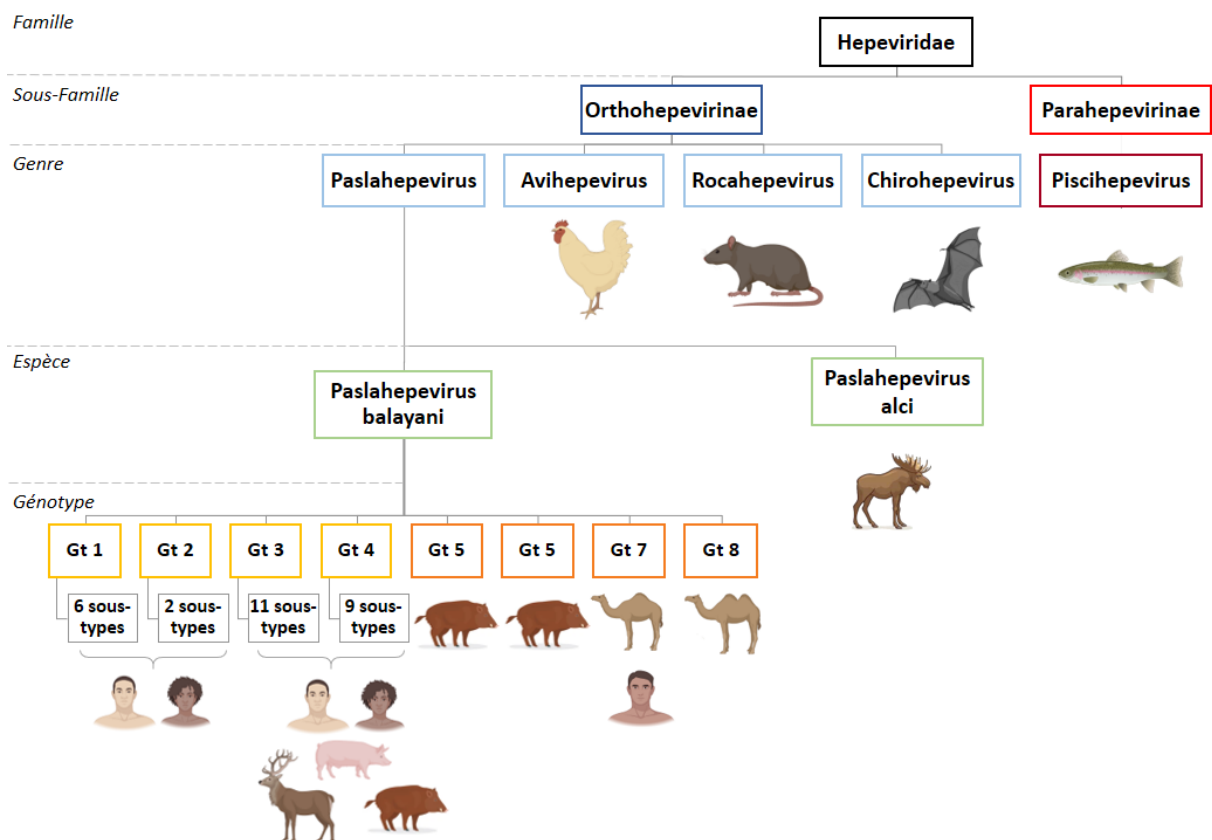 Famille
Hepeviridae
Sous-Famille
Orthohepevirinae
Parahepevirinae
Genre
Paslahepevirus
Avihepevirus
Rocahepevirus
Chirohepevirus
Piscihepevirus
Espèce
Paslahepevirus
balayani
Paslahepevirus
alci
Génotype
Gt 1
Gt 2
Gt 3
Gt 4
Gt 5
Gt 5
Gt 7
Gt 8
6 sous-
types
2 sous-
types
11 sous-
types
9 sous-
types